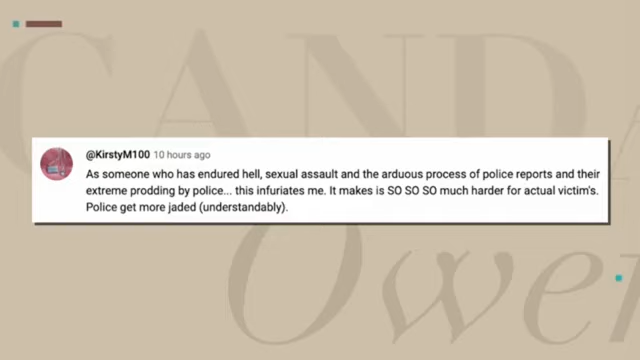 CANDA
@KirstyM100 10 hours ago
As someone who has endured hell, sexual assault and the arduous process of police reports and their
extreme prodding by police... this infuriates me. It makes is SO SO SO much harder for actual victim's.
Police get more jaded (understandably).
Owen